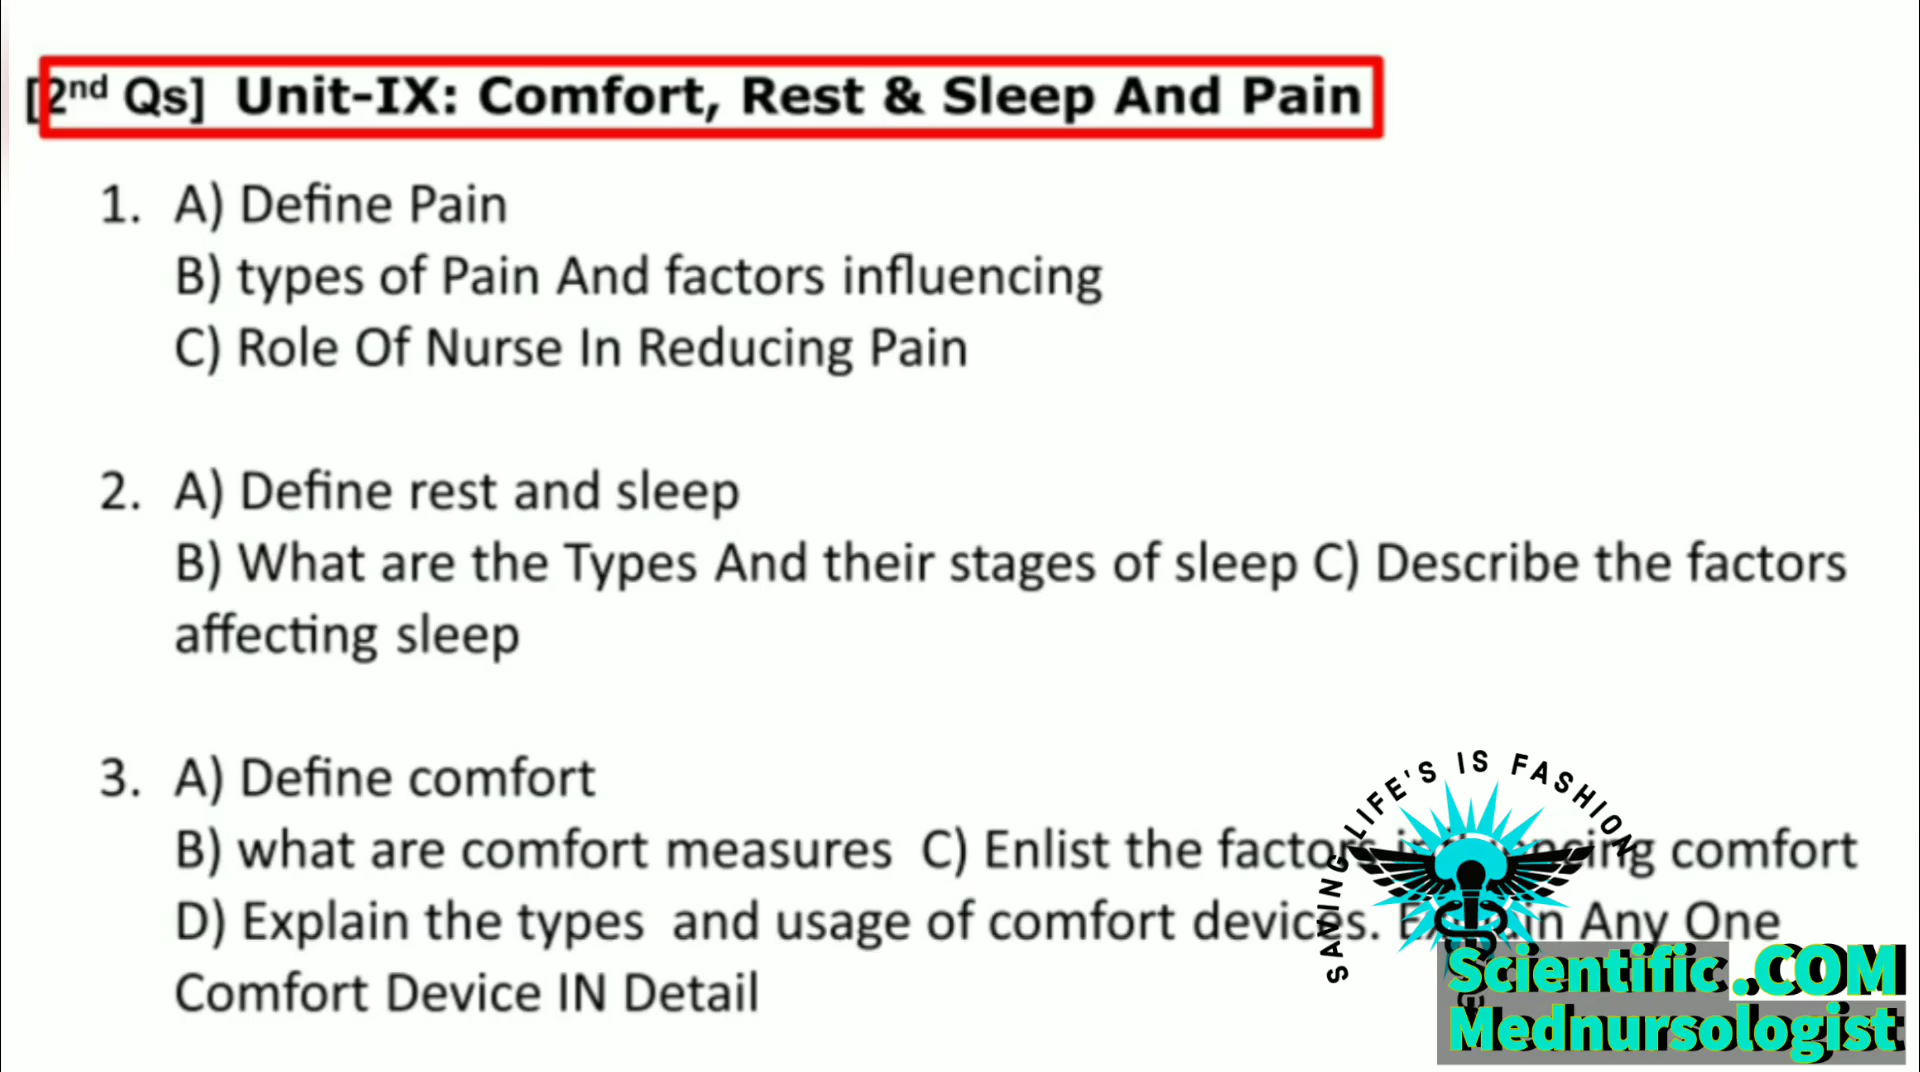 [2nd Qs] Unit-IX: Comfort, Rest & Sleep And Pain
1. A) Define Pain
B) types of Pain And factors influencing
C) Role Of Nurse In Reducing Pain
2. A) Define rest and sleep
B) What are the Types And their stages of sleep C) Describe the factors
affecting sleep
3. A) Define comfort
B) what are comfort measures C) Enlist the factors influencing comfort
D) Explain the types and usage of comfort devices. Explain Any One
Comfort Device IN Detail
SAVING LIFE'S IS FASHION
Scientific .COM
Mednursologist